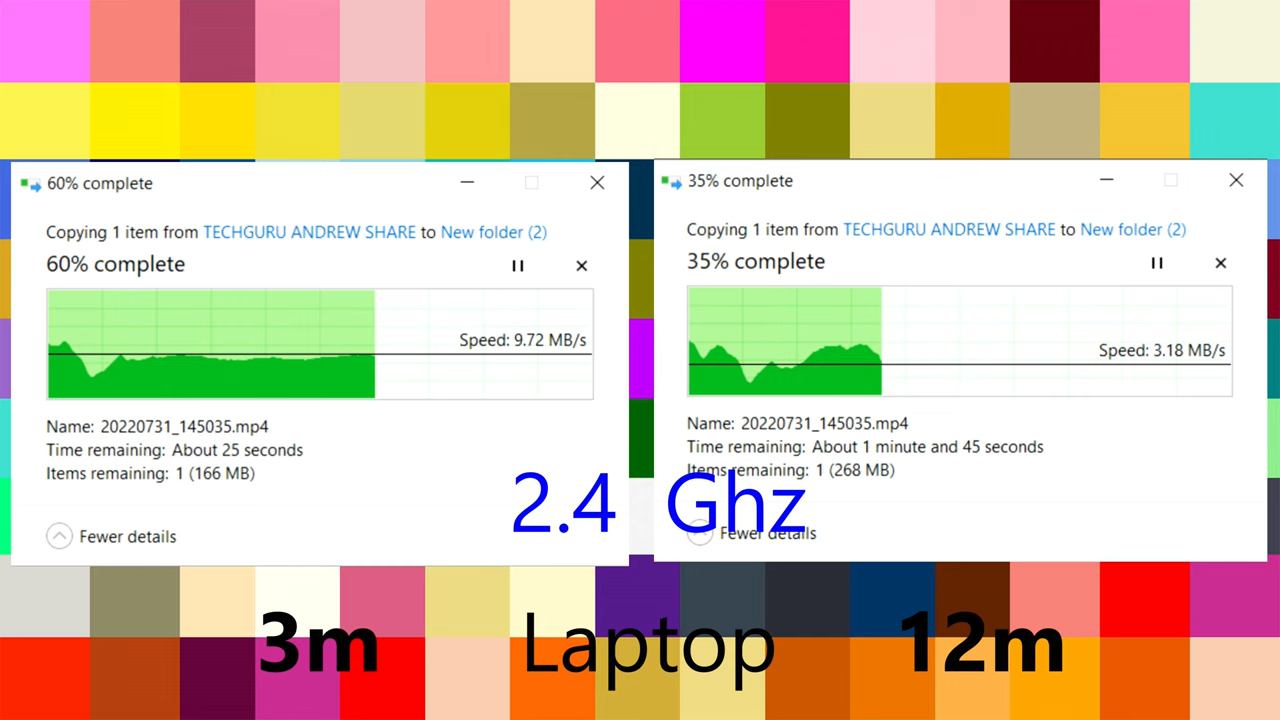 60% complete
Copying 1 item from TECHGURU ANDREW SHARE to New folder (2)
60% complete
Speed: 9.72 MB/s
Name: 20220731_145035.mp4
Time remaining: About 25 seconds
Items remaining: 1 (166 MB)
Fewer details
35% complete
Copying 1 item from TECHGURU ANDREW SHARE to New folder (2)
35% complete
Speed: 3.18 MB/s
Name: 20220731_145035.mp4
Time remaining: About 1 minute and 45 seconds
Items remaining: 1 (268 MB)
Fewer details
2.4 Ghz
3m Laptop 12m